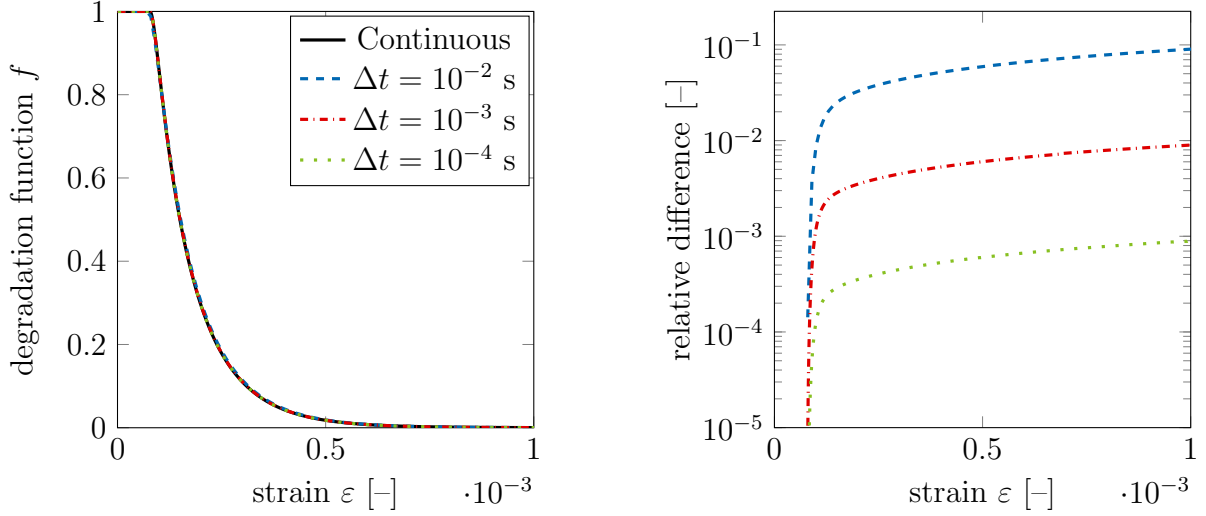 degradation function f
1
0.8
0.6
0.4
0.2
0
0
0.5
1
strain ε [–]
·10⁻³
Continuous
Δt = 10⁻² s
Δt = 10⁻³ s
Δt = 10⁻⁴ s
relative difference [–]
10⁻¹
10⁻²
10⁻³
10⁻⁴
10⁻⁵
0
0.5
1
strain ε [–]
·10⁻³